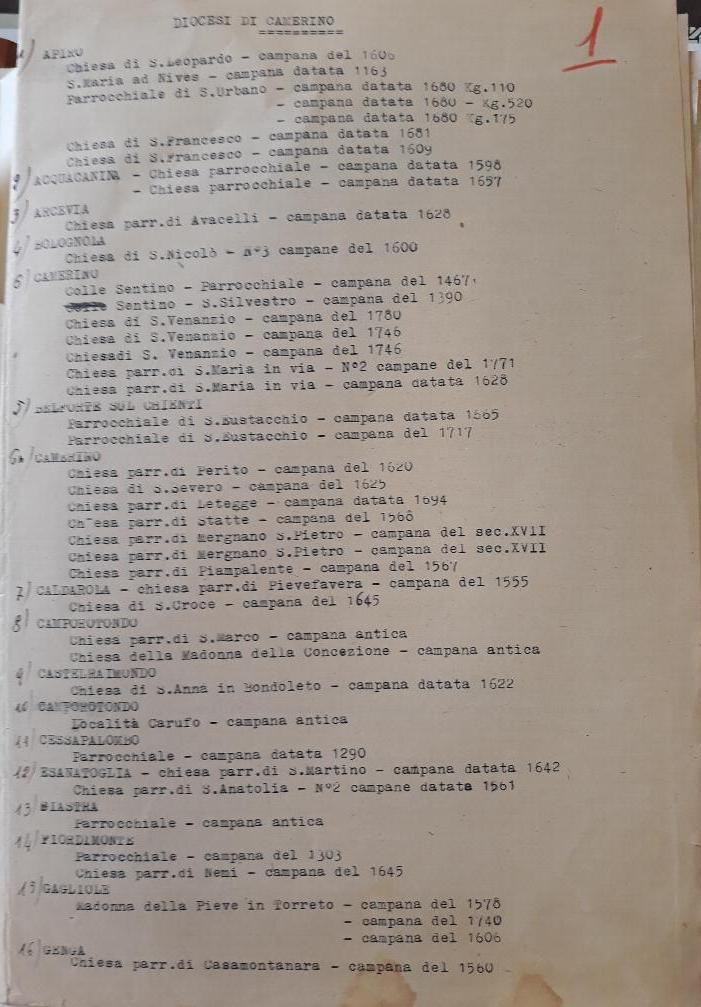 DIOCESI DI CAMERINO
==========
1
1/ APIRO
Chiesa di S.Leopardo - campana del 1606
S.Maria ad Nives - campana datata 1163
Parrocchiale di S.Urbano - campana datata 1680 Kg.110
- campana datata 1680 - Kg.520
- campana datata 1680 Kg.175
Chiesa di S.Francesco - campana datata 1681
Chiesa di S.Francesco - campana datata 1609
2/ ACQUACANINA - Chiesa parrocchiale - campana datata 1598
- Chiesa parrocchiale - campana datata 1657
3/ ARCEVIA
Chiesa parr.di Avacelli - campana datata 1628
4/ BOLOGNOLA
Chiesa di S.Nicolò - N°3 campane del 1600
6/ CAMERINO
Colle Sentino - Parrocchiale - campana del 1467
Sentino - S.Silvestro - campana del 1390
Chiesa di S.Venanzio - campana del 1780
Chiesa di S.Venanzio - campana del 1746
Chiesadi S. Venanzio - campana del 1746
Chiesa parr.di S.Maria in via - N°2 campane del 1771
Chiesa parr.di S.Maria in via - campana datata 1628
5/ BELFORTE SUL CHIENTI
Parrocchiale di S.Eustacchio - campana datata 1665
Parrocchiale di S.Eustacchio - campana del 1717
CAMERINO
Chiesa parr.di Perito - campana del 1620
Chiesa di S.Severo - campana del 1625
Chiesa parr.di Letegge - campana datata 1694
Chiesa parr.di Statte - campana del 1568
Chiesa parr.di Mergnano S.Pietro - campana del sec.XVII
Chiesa parr.di Mergnano S.Pietro - campana del sec.XVII
Chiesa parr.di Piampalente - campana del 1567
7/ CALDAROLA - chiesa parr.di Pievefavera - campana del 1555
Chiesa di S.Croce - campana del 1645
8/ CAMPOROTONDO
Chiesa parr.di S.Marco - campana antica
Chiesa della Madonna della Concezione - campana antica
9/ CASTELRAIMONDO
Chiesa di S.Anna in Bondoleto - campana datata 1622
10 CAMPOROTONDO
Località Carufo - campana antica
11/ CESSAPALOMBO
Parrocchiale - campana datata 1290
12/ ESANATOGLIA - chiesa parr.di S.Martino - campana datata 1642
Chiesa parr.di S.Anatolia - N°2 campane datate 1561
13/ FIASTRA
Parrocchiale - campana antica
14/ FIORDIMONTE
Parrocchiale - campana del 1303
Chiesa parr.di Nemi - campana del 1645
15/ GAGLIOLE
Madonna della Pieve in Torreto - campana del 1578
- campana del 1740
- campana del 1606
16/ GENGA
Chiesa parr.di Casamontanara - campana del 1560